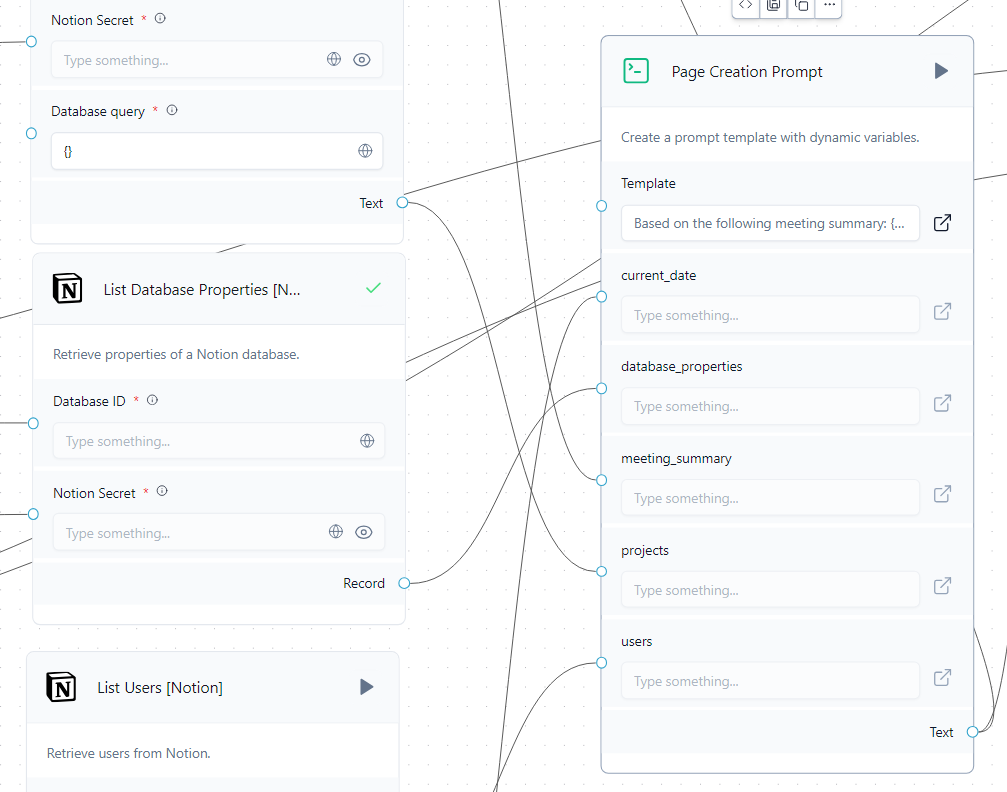 Notion Secret *
Type something...
Database query *
{}
Text
List Database Properties [N...
Retrieve properties of a Notion database.
Database ID *
Type something...
Notion Secret *
Type something...
Record
List Users [Notion]
Retrieve users from Notion.
Page Creation Prompt
Create a prompt template with dynamic variables.
Template
Based on the following meeting summary: {...
current_date
Type something...
database_properties
Type something...
meeting_summary
Type something...
projects
Type something...
users
Type something...
Text